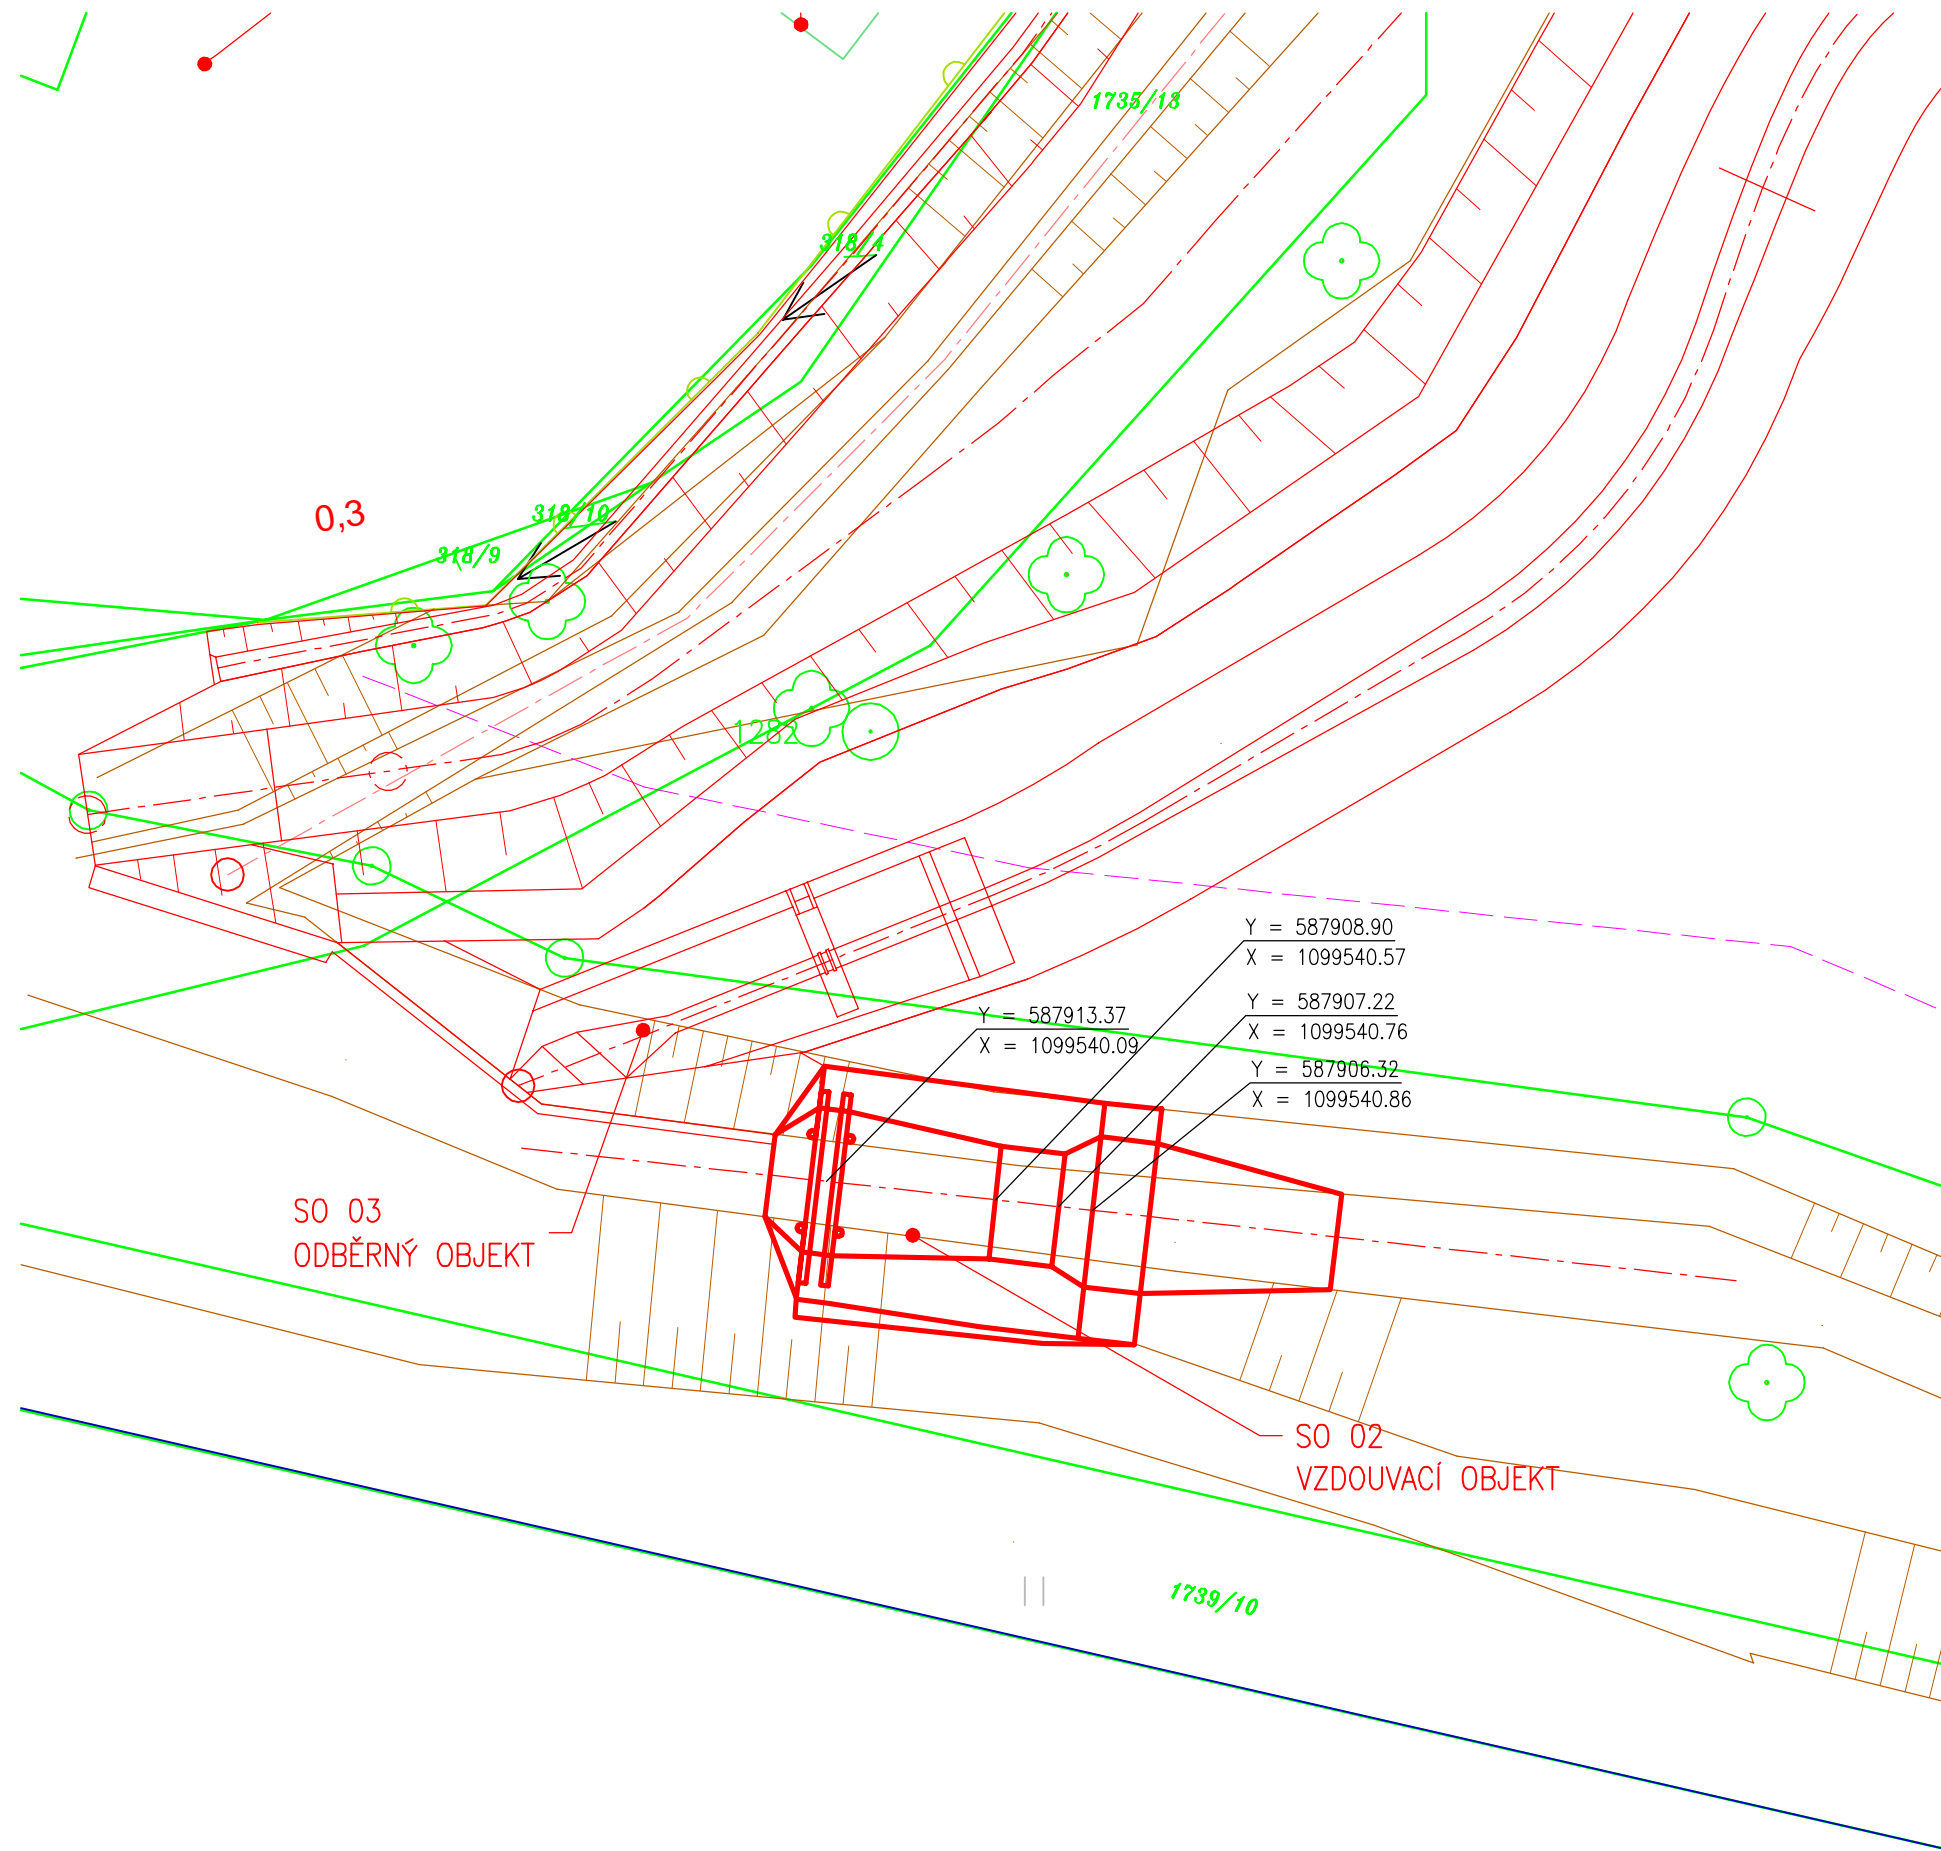 1735/13
318/4
0,3
318/10
318/9
1282
Y = 587908.90
X = 1099540.57
Y = 587907.22
X = 1099540.76
Y = 587913.37
X = 1099540.09
Y = 587906.32
X = 1099540.86
SO 03
ODBĚRNÝ OBJEKT
SO 02
VZDOUVACÍ OBJEKT
1739/10